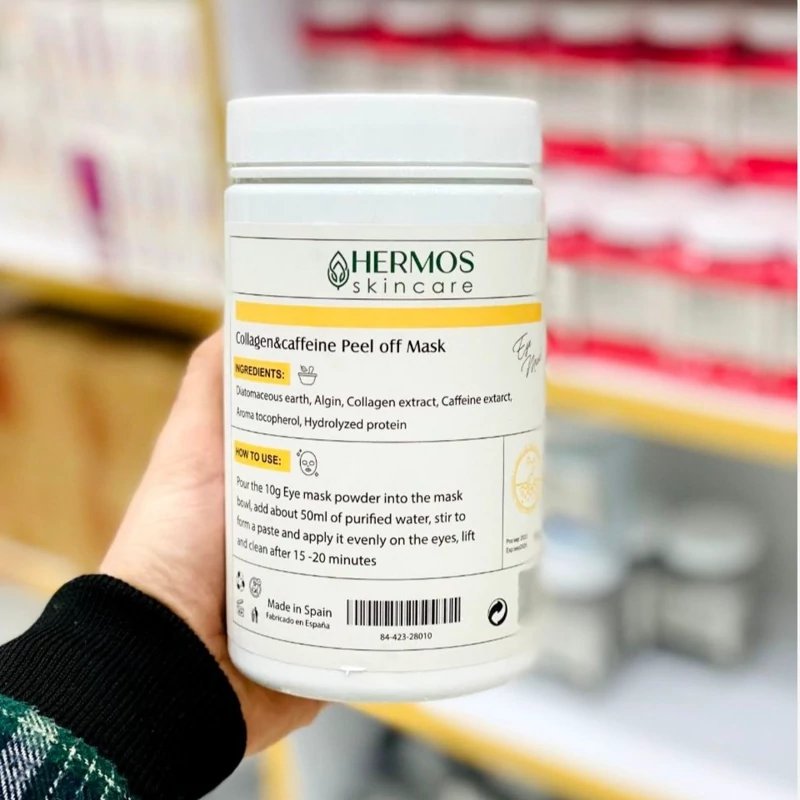 HERMOS
skincare
Collagen&caffeine Peel off Mask
Eye
INGREDIENTS:
Diatomaceous earth, Algin, Collagen extract, Caffeine extarct,
Aroma tocopherol, Hydrolyzed protein
HOW TO USE:
Pour the 10g Eye mask powder into the mask
bowl, add about 50ml of purified water, stir to
form a paste and apply it evenly on the eyes, lift
and clean after 15 -20 minutes
Made in Spain
Fabricado en España
84-423-28010